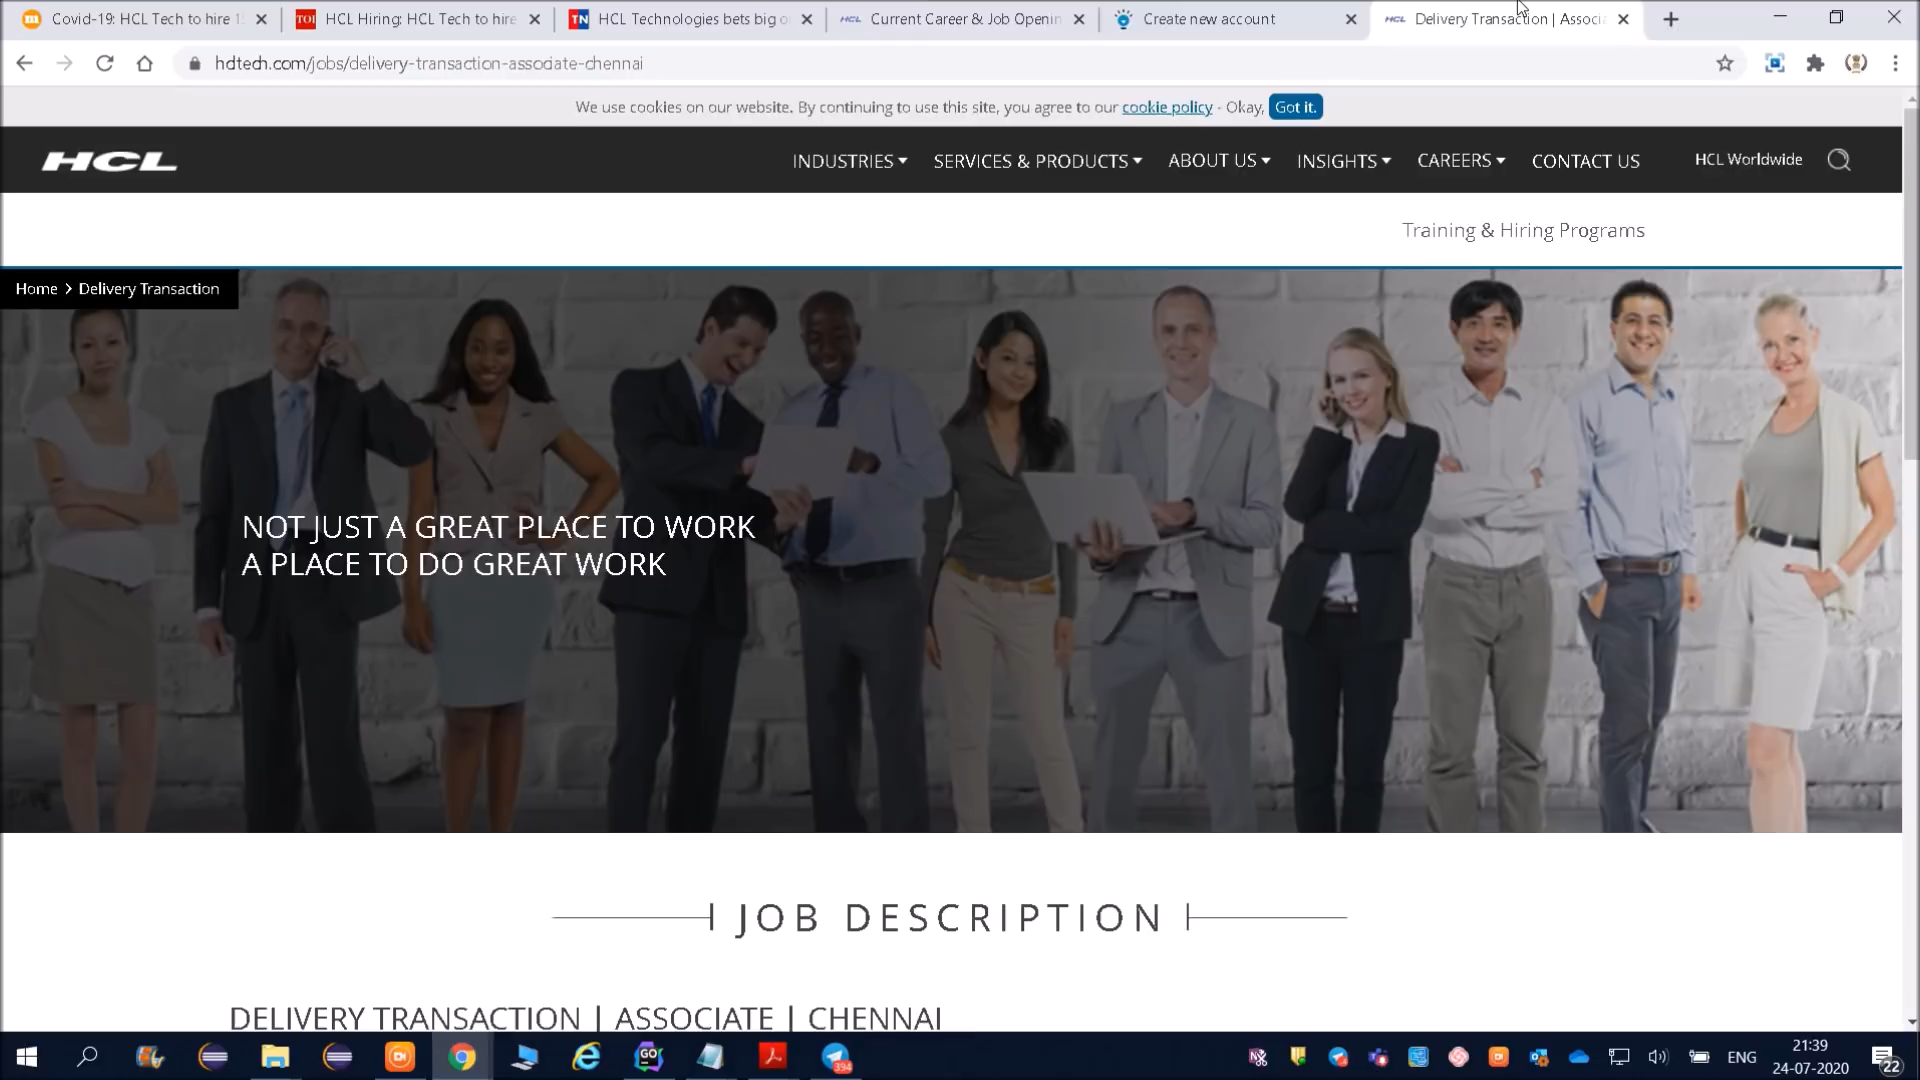 Covid-19: HCL Tech to hire 1
HCL Hiring: HCL Tech to hire
HCL Technologies bets big o
Current Career & Job Openin
Create new account
Delivery Transaction | Associ
hdtech.com/jobs/delivery-transaction-associate-chennai
We use cookies on our website. By continuing to use this site, you agree to our cookie policy - Okay, Got it.
HCL
INDUSTRIES
SERVICES & PRODUCTS
ABOUT US
INSIGHTS
CAREERS
CONTACT US
HCL Worldwide
Training & Hiring Programs
Home > Delivery Transaction
NOT JUST A GREAT PLACE TO WORK
A PLACE TO DO GREAT WORK
JOB DESCRIPTION
DELIVERY TRANSACTION | ASSOCIATE | CHENNAI
GO
394
ENG
21:39
24-07-2020
22